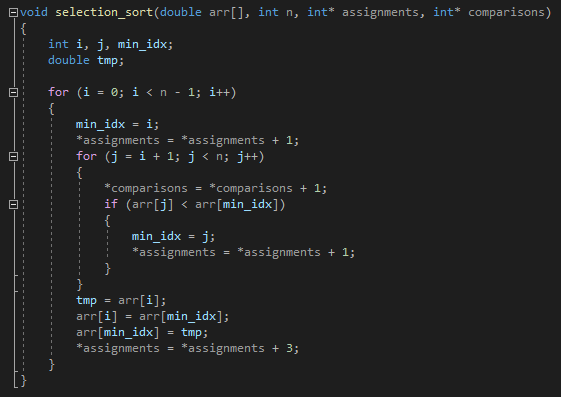 void selection_sort(double arr[], int n, int* assignments, int* comparisons)
{
    int i, j, min_idx;
    double tmp;

    for (i = 0; i < n - 1; i++)
    {
        min_idx = i;
        *assignments = *assignments + 1;
        for (j = i + 1; j < n; j++)
        {
            *comparisons = *comparisons + 1;
            if (arr[j] < arr[min_idx])
            {
                min_idx = j;
                *assignments = *assignments + 1;
            }
        }
        tmp = arr[i];
        arr[i] = arr[min_idx];
        arr[min_idx] = tmp;
        *assignments = *assignments + 3;
    }
}